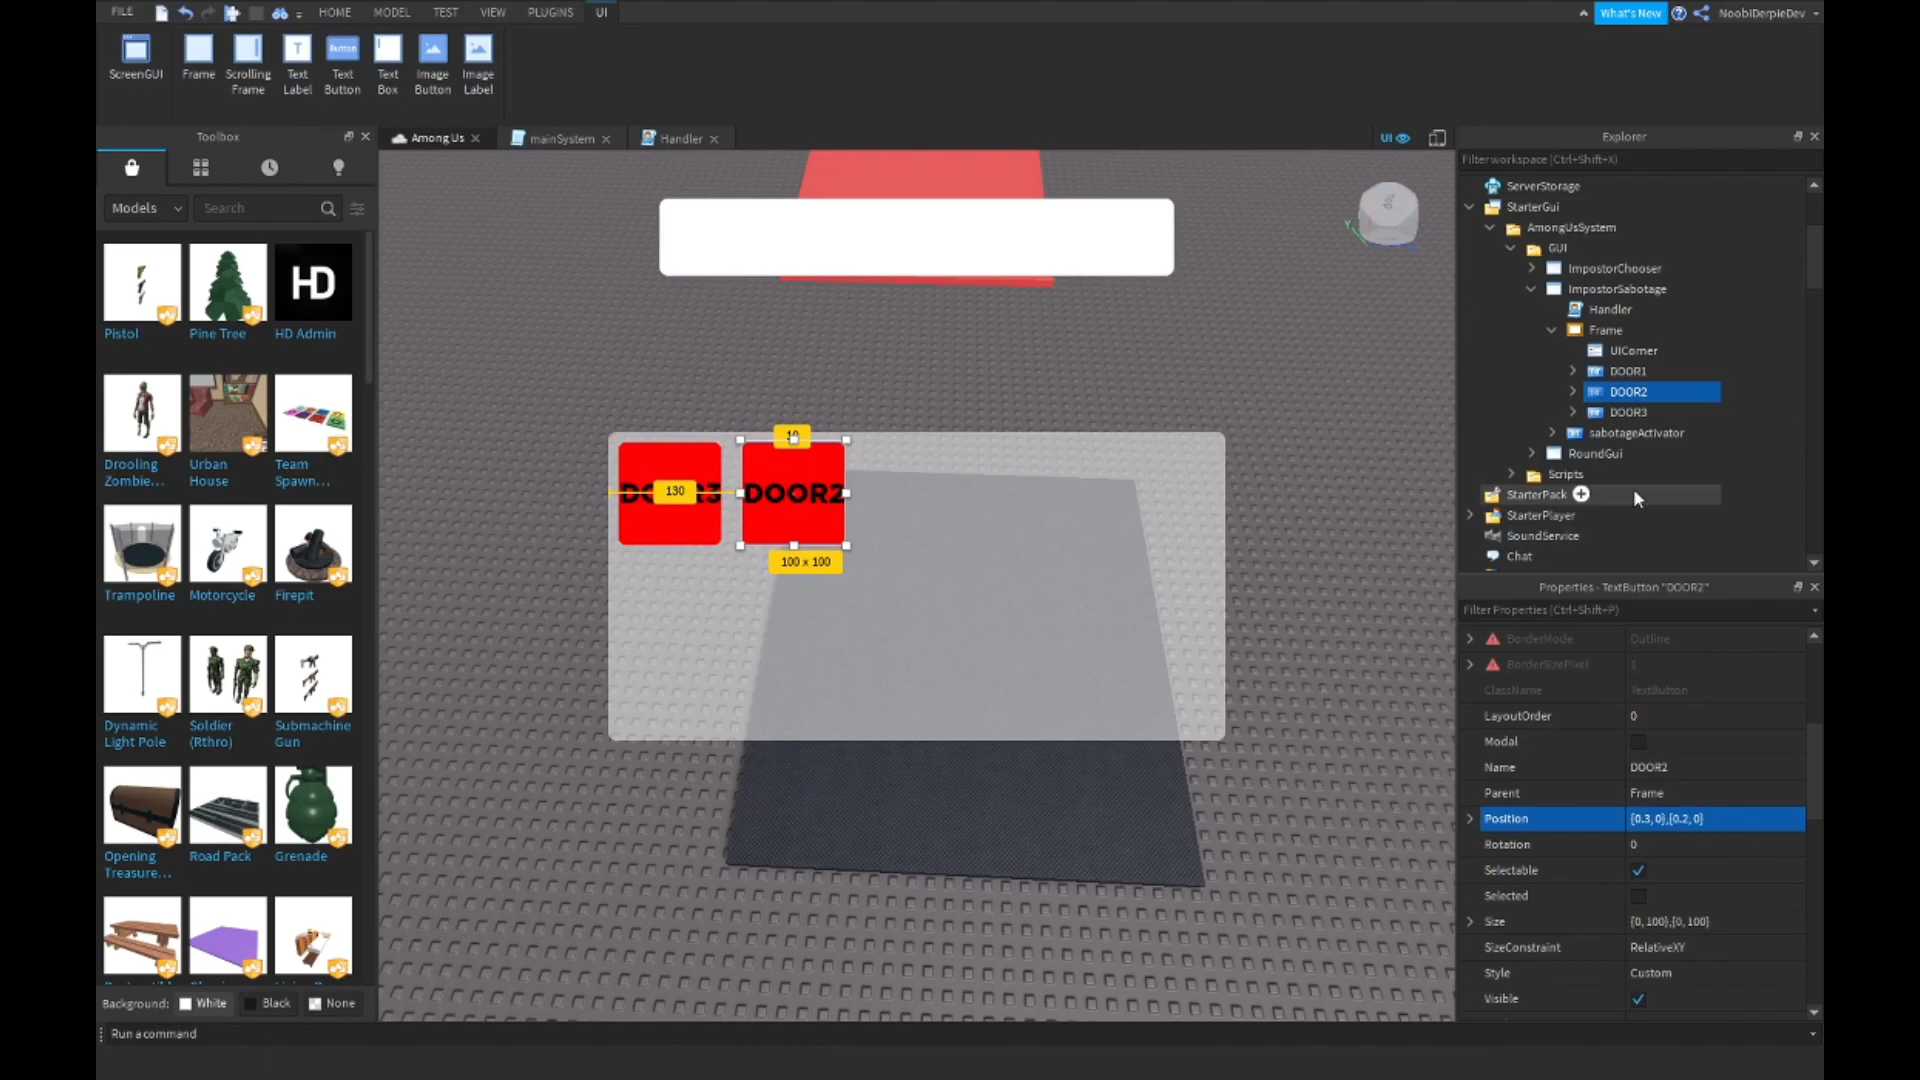 FILE HOME MODEL TEST VIEW PLUGINS UI What's New NoobiDerpieDev
ScreenGUI Frame Scrolling Frame Text Label Text Button Text Box Image Button Image Label
Button
Toolbox
Among Us mainSystem Handler UI
Models Search
HD
Pistol Pine Tree HD Admin
Drooling Zombie... Urban House Team Spawn...
Trampoline Motorcycle Firepit
Dynamic Light Pole Soldier (Rthro) Submachine Gun
Opening Treasure... Road Pack Grenade
Background: White Black None
Run a command
130
DOOR2
100 x 100
Explorer
Filter workspace (Ctrl+Shift+X)
ServerStorage
StarterGui
AmongUsSystem
GUI
ImpostorChooser
ImpostorSabotage
Handler
Frame
UICorner
DOOR1
DOOR2
DOOR3
sabotageActivator
RoundGui
Scripts
StarterPack
StarterPlayer
SoundService
Chat
Properties - TextButton "DOOR2"
Filter Properties (Ctrl+Shift+P)
BorderMode Outline
BorderSizePixel 1
ClassName TextButton
LayoutOrder 0
Modal
Name DOOR2
Parent Frame
Position {0.3, 0},{0.2, 0}
Rotation 0
Selectable
Selected
Size {0, 100},{0, 100}
SizeConstraint RelativeXY
Style Custom
Visible